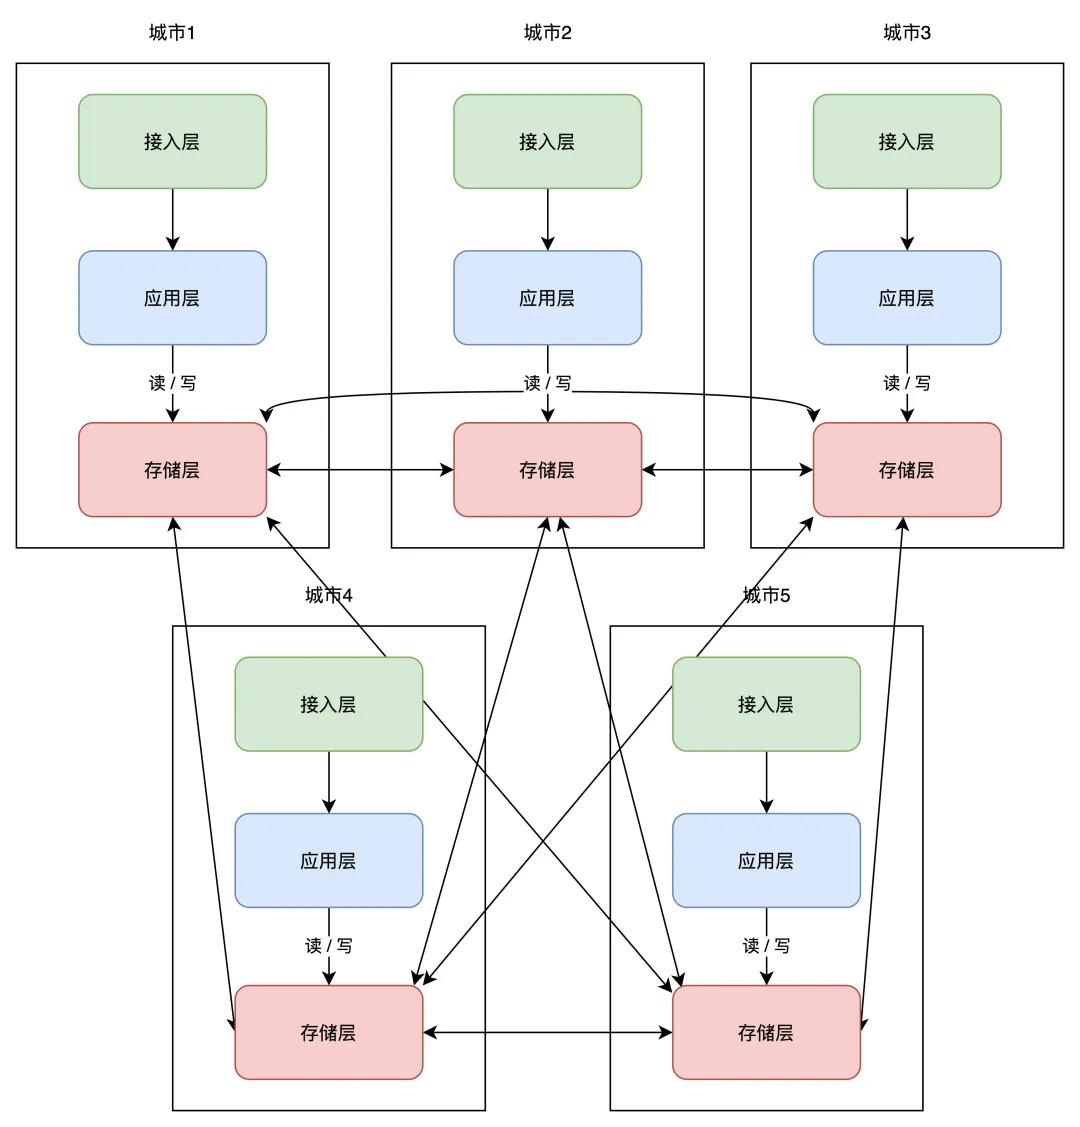 城市1
城市2
城市3
接入层
接入层
接入层
应用层
应用层
应用层
读 / 写
读 / 写
读 / 写
存储层
存储层
存储层
城市4
城市5
接入层
接入层
应用层
应用层
读 / 写
读 / 写
存储层
存储层